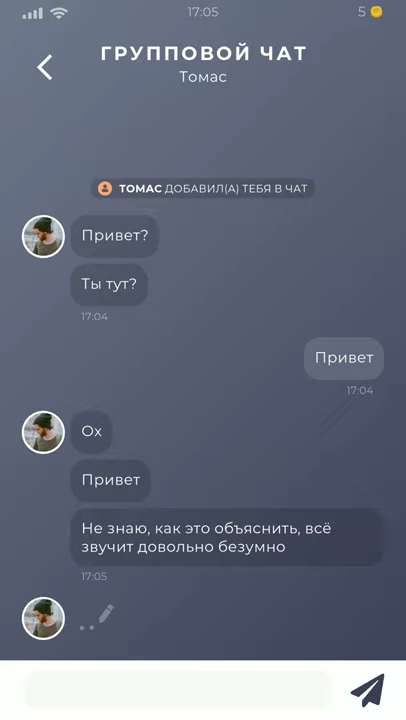 17:05
5
ГРУППОВОЙ ЧАТ
Томас
ТОМАС ДОБАВИЛ(А) ТЕБЯ В ЧАТ
Привет?
Ты тут?
17:04
Привет
17:04
Ох
Привет
Не знаю, как это объяснить, всё
звучит довольно безумно
17:05